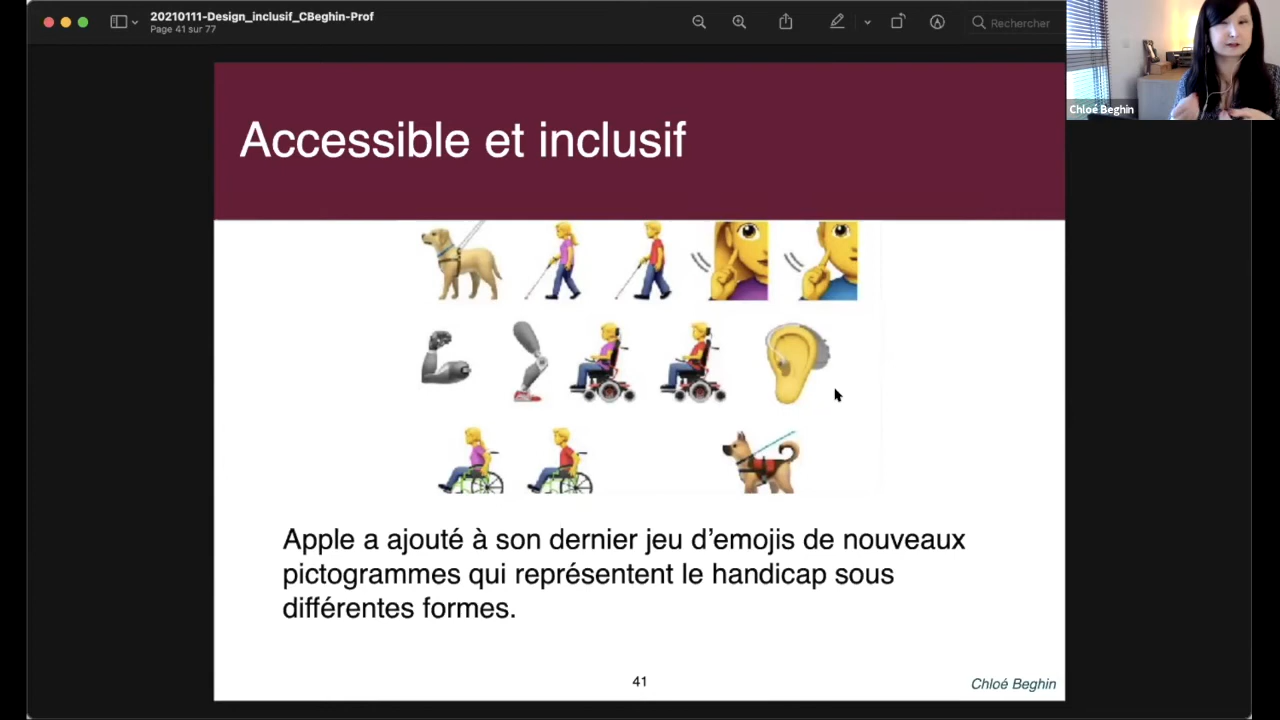 20210111-Design_inclusif_CBeghin-Prof
Page 41 sur 77
Rechercher
Chloé Beghin
Accessible et inclusif
Apple a ajouté à son dernier jeu d’emojis de nouveaux
pictogrammes qui représentent le handicap sous
différentes formes.
41
Chloé Beghin